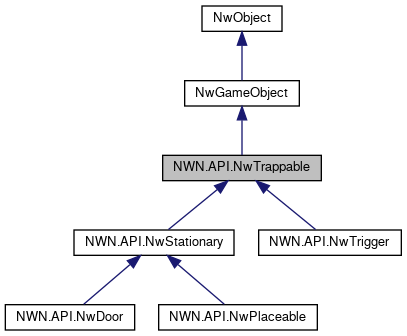 NwObject
NwGameObject
NWN.API.NwTrappable
NWN.API.NwStationary
NWN.API.NwTrigger
NWN.API.NwDoor
NWN.API.NwPlaceable